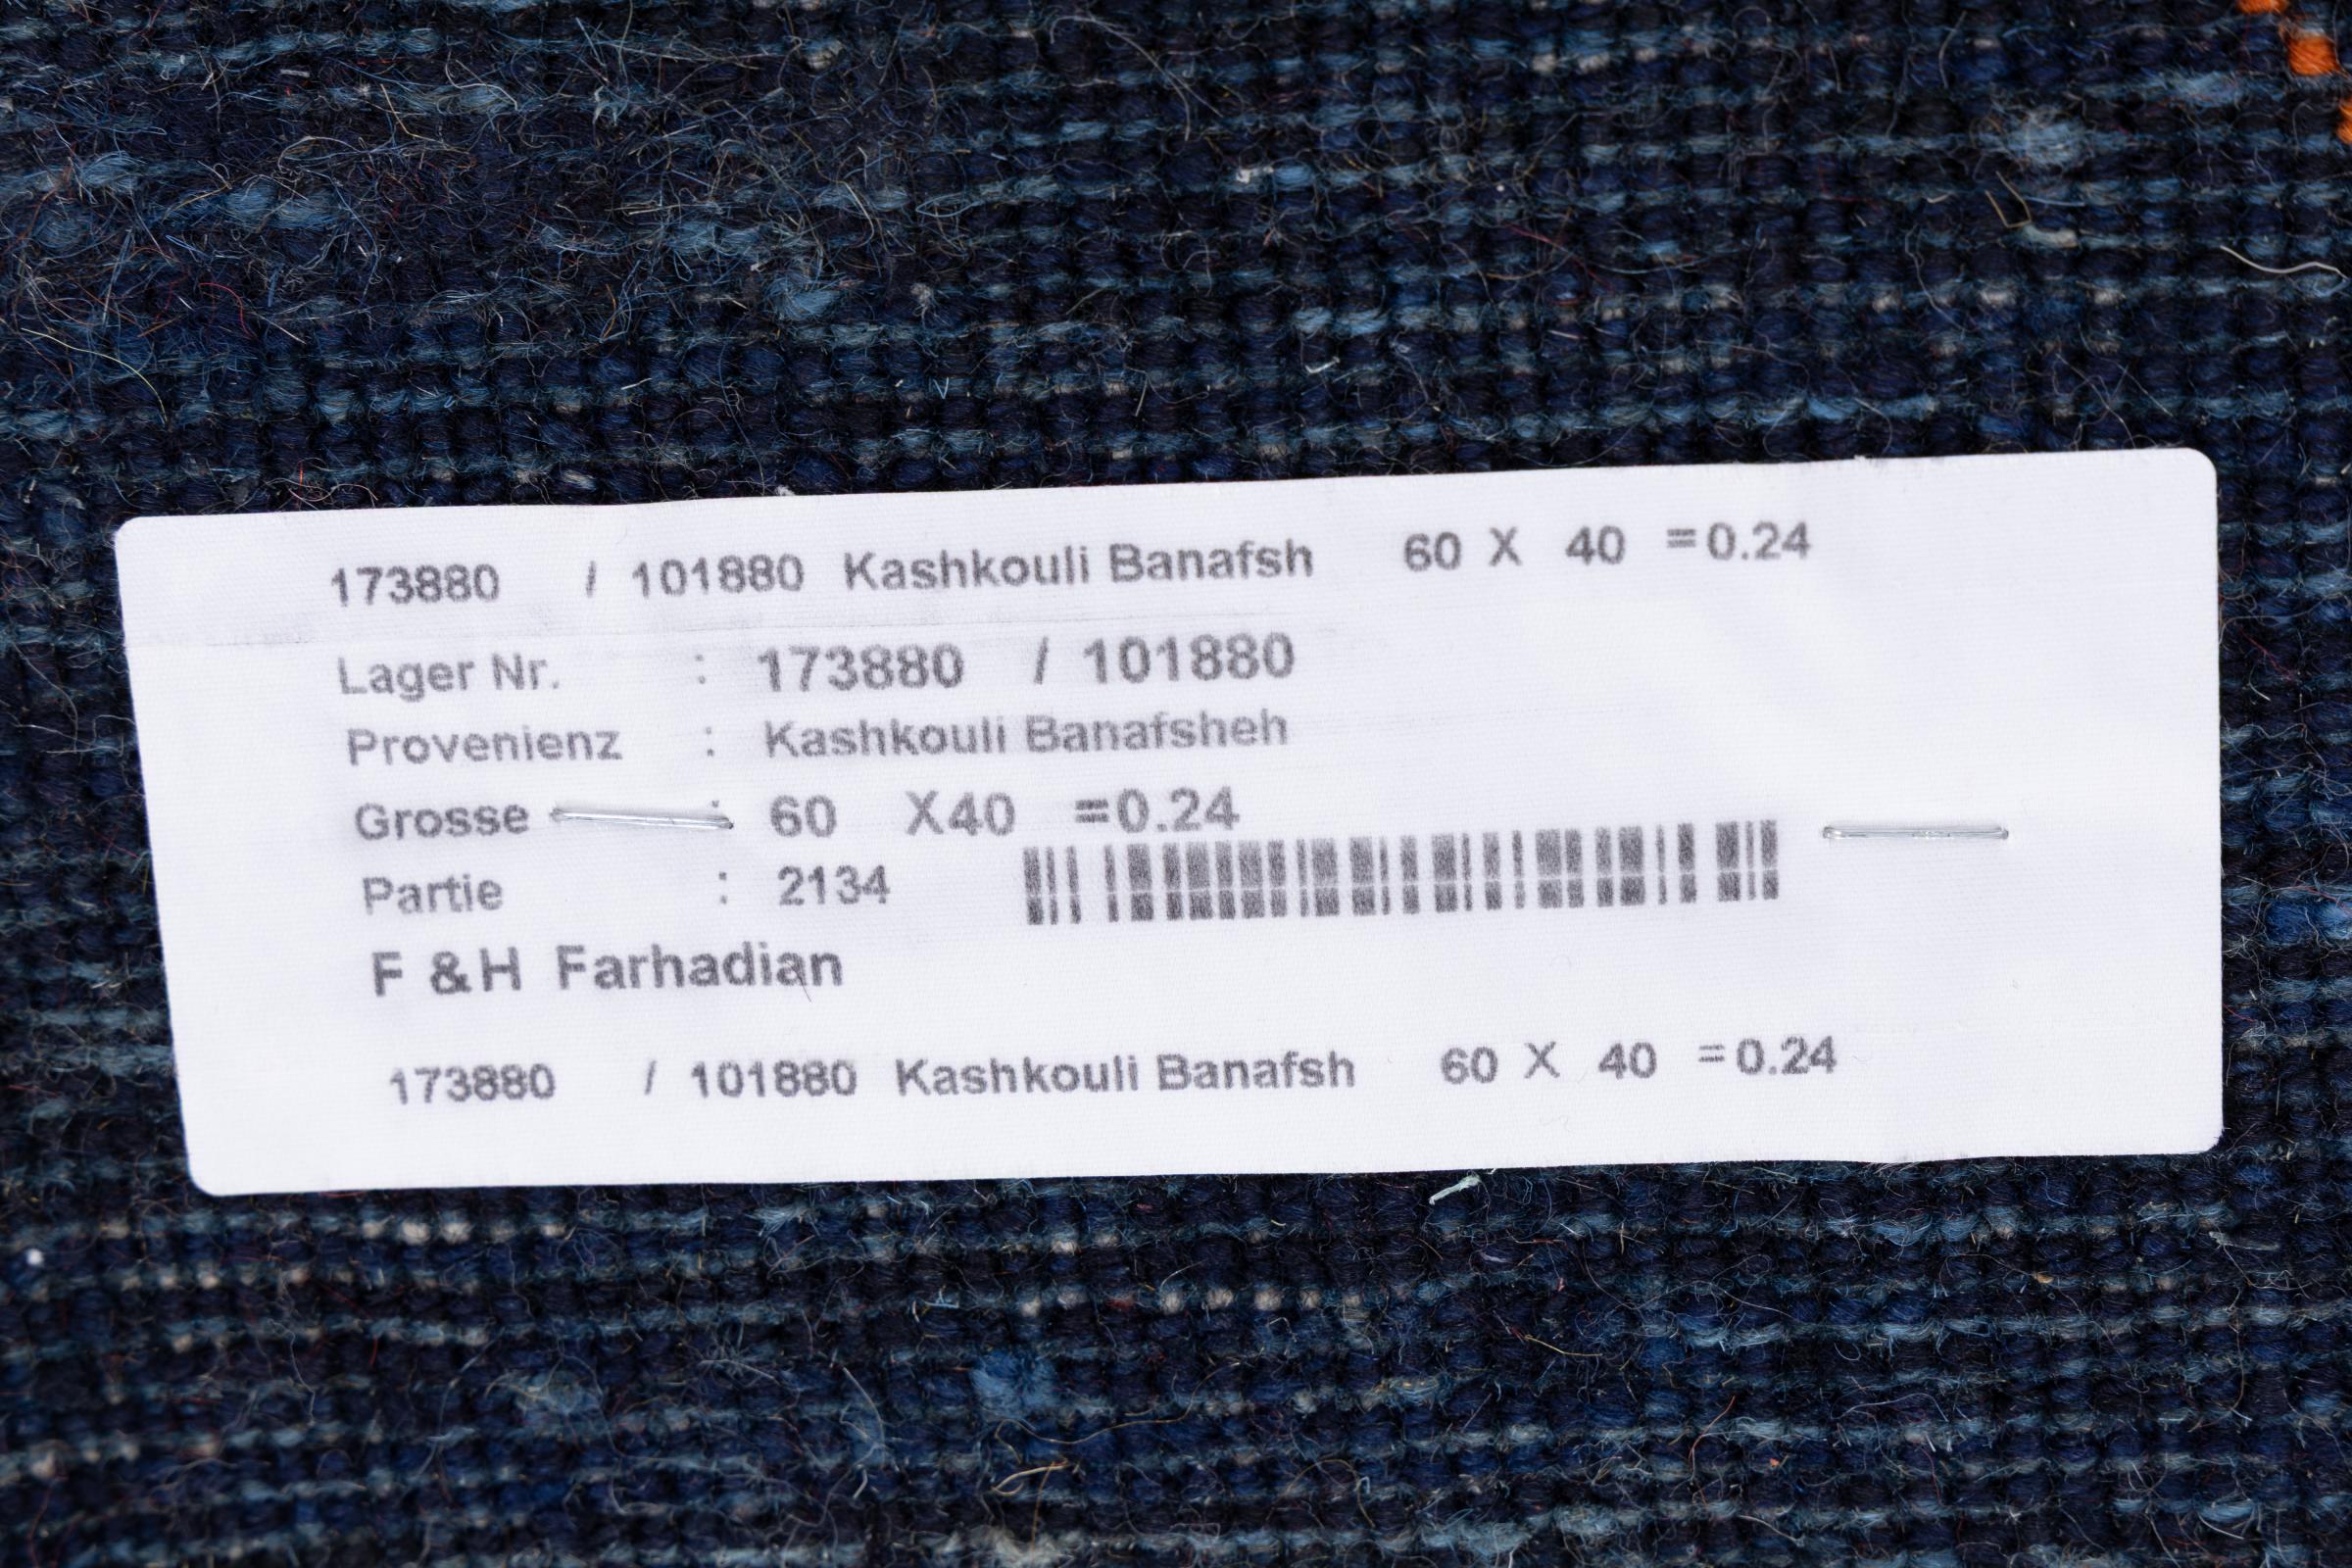 173880 / 101880 Kashkouli Banafsh 60 X 40 =0.24
Lager Nr. : 173880 / 101880
Provenienz : Kashkouli Banafsheh
Grosse : 60 X40 =0.24
Partie : 2134
F &H Farhadian
173880 / 101880 Kashkouli Banafsh 60 X 40 =0.24